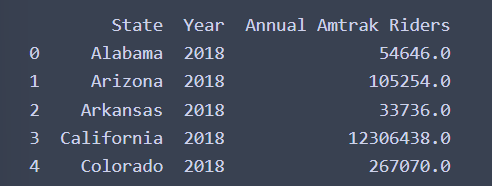 State Year Annual Amtrak Riders
0 Alabama 2018 54646.0
1 Arizona 2018 105254.0
2 Arkansas 2018 33736.0
3 California 2018 12306438.0
4 Colorado 2018 267070.0